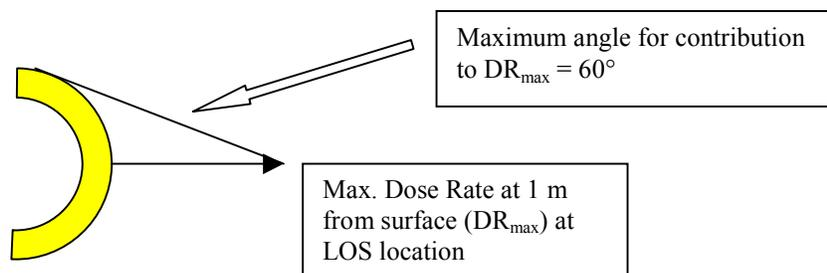 Maximum angle for contribution
to DRmax = 60°
Max. Dose Rate at 1 m
from surface (DRmax) at
LOS location